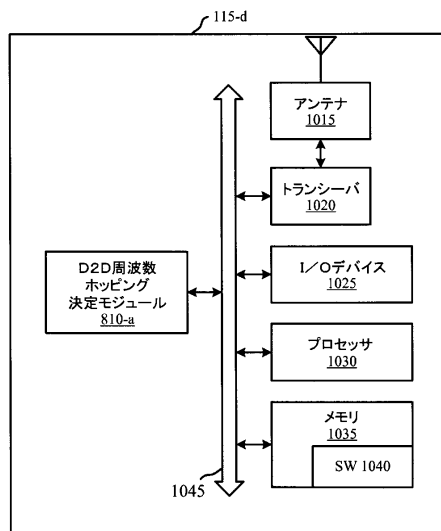 115-d
アンテナ
1015
トランシーバ
1020
D2D周波数
ホッピング
決定モジュール
810-a
I/Oデバイス
1025
プロセッサ
1030
メモリ
1035
SW 1040
1045